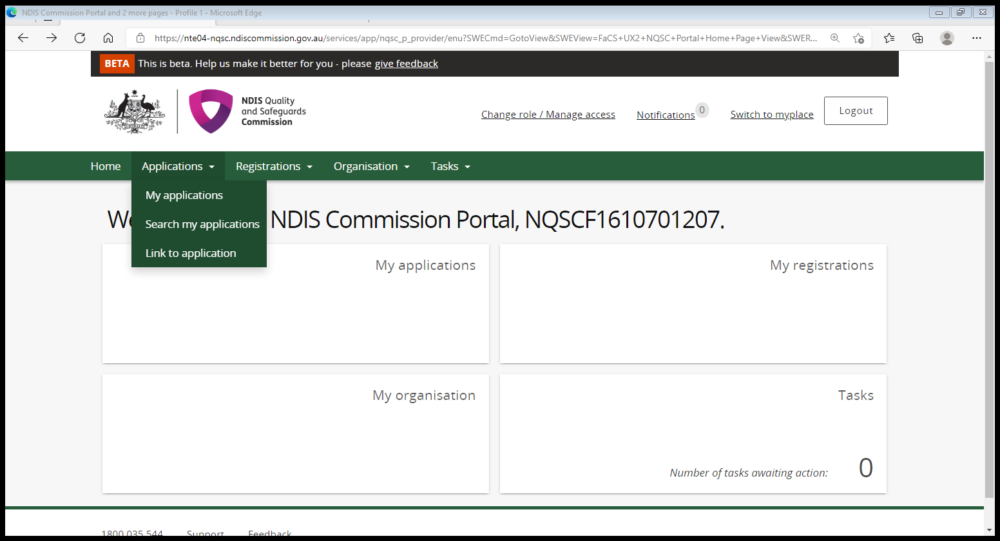 NDIS Commission Portal and 2 more pages - Profile 1 - Microsoft Edge
https://nte04-nqsc.ndiscommission.gov.au/services/app/nqsc_p_provider/enu?SWECmd=GotoView&SWEView=FaCS+UX2+NQSC+Portal+Home+Page+View&SWER...
BETA This is beta. Help us make it better for you - please give feedback
AUSTRALIA
NDIS Quality
and Safeguards
Commission
Change role / Manage access Notifications 0 Switch to myplace Logout
Home Applications Registrations Organisation Tasks
My applications
Search my applications
Link to application
We NDIS Commission Portal, NQSCF1610701207.
My applications
My registrations
My organisation
Tasks
Number of tasks awaiting action: 0
1800 035 544 Support Feedback